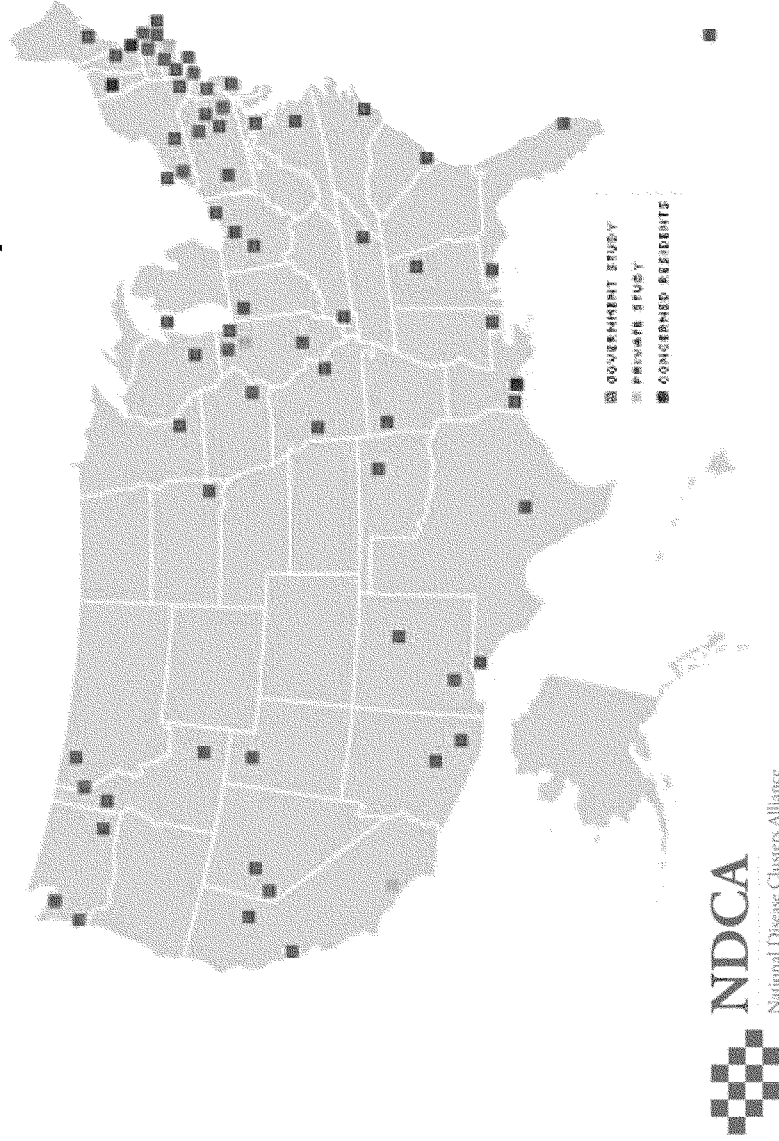 GOVERNMENT STUDY
PRIVATE STUDY
CONCERNED RESIDENTS
NDCA
National Disease Clusters Alliance